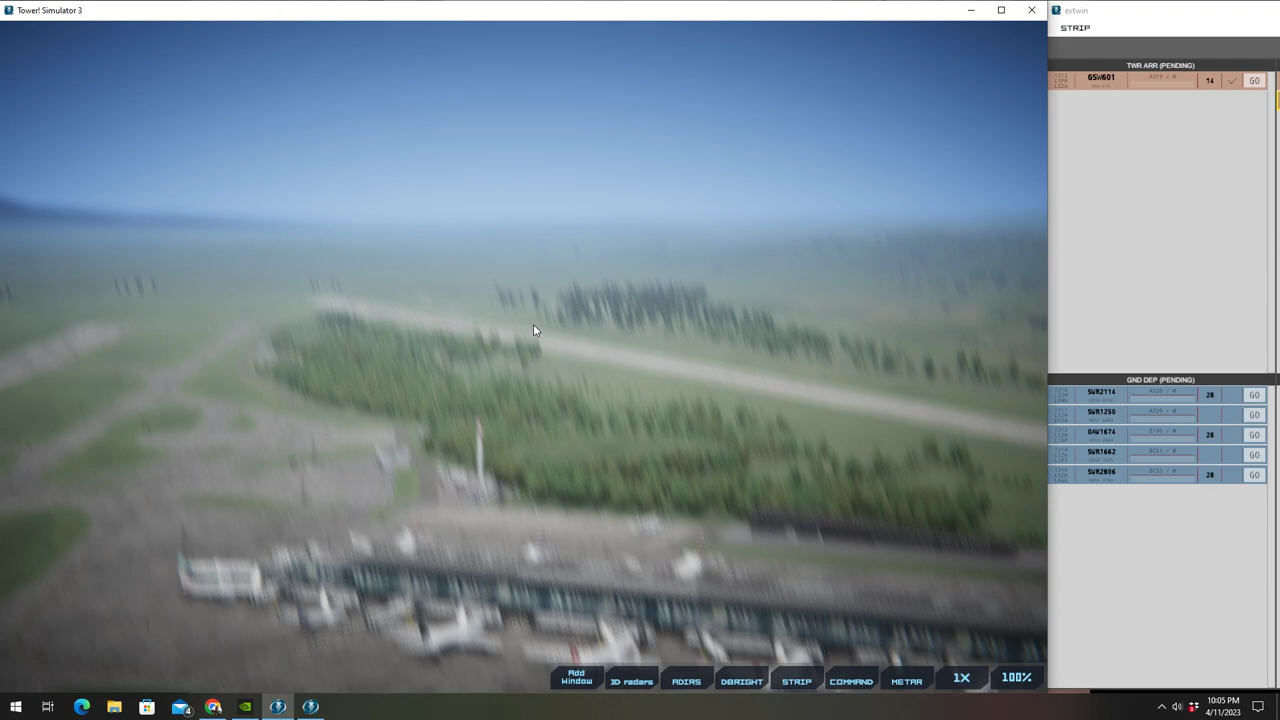 Tower! Simulator 3
extwin
STRIP
TWR ARR (PENDING)
GSW601 A319 / M 14 GO
GND DEP (PENDING)
SWR2114 28 GO
SWR1250 GO
28 GO
SWR1662 GO
SWR2806 28 GO
Add Window
3D radars
ADIRS
DBRIGHT
STRIP
COMMAND
METAR
1X
100%
4
10:05 PM
4/11/2023